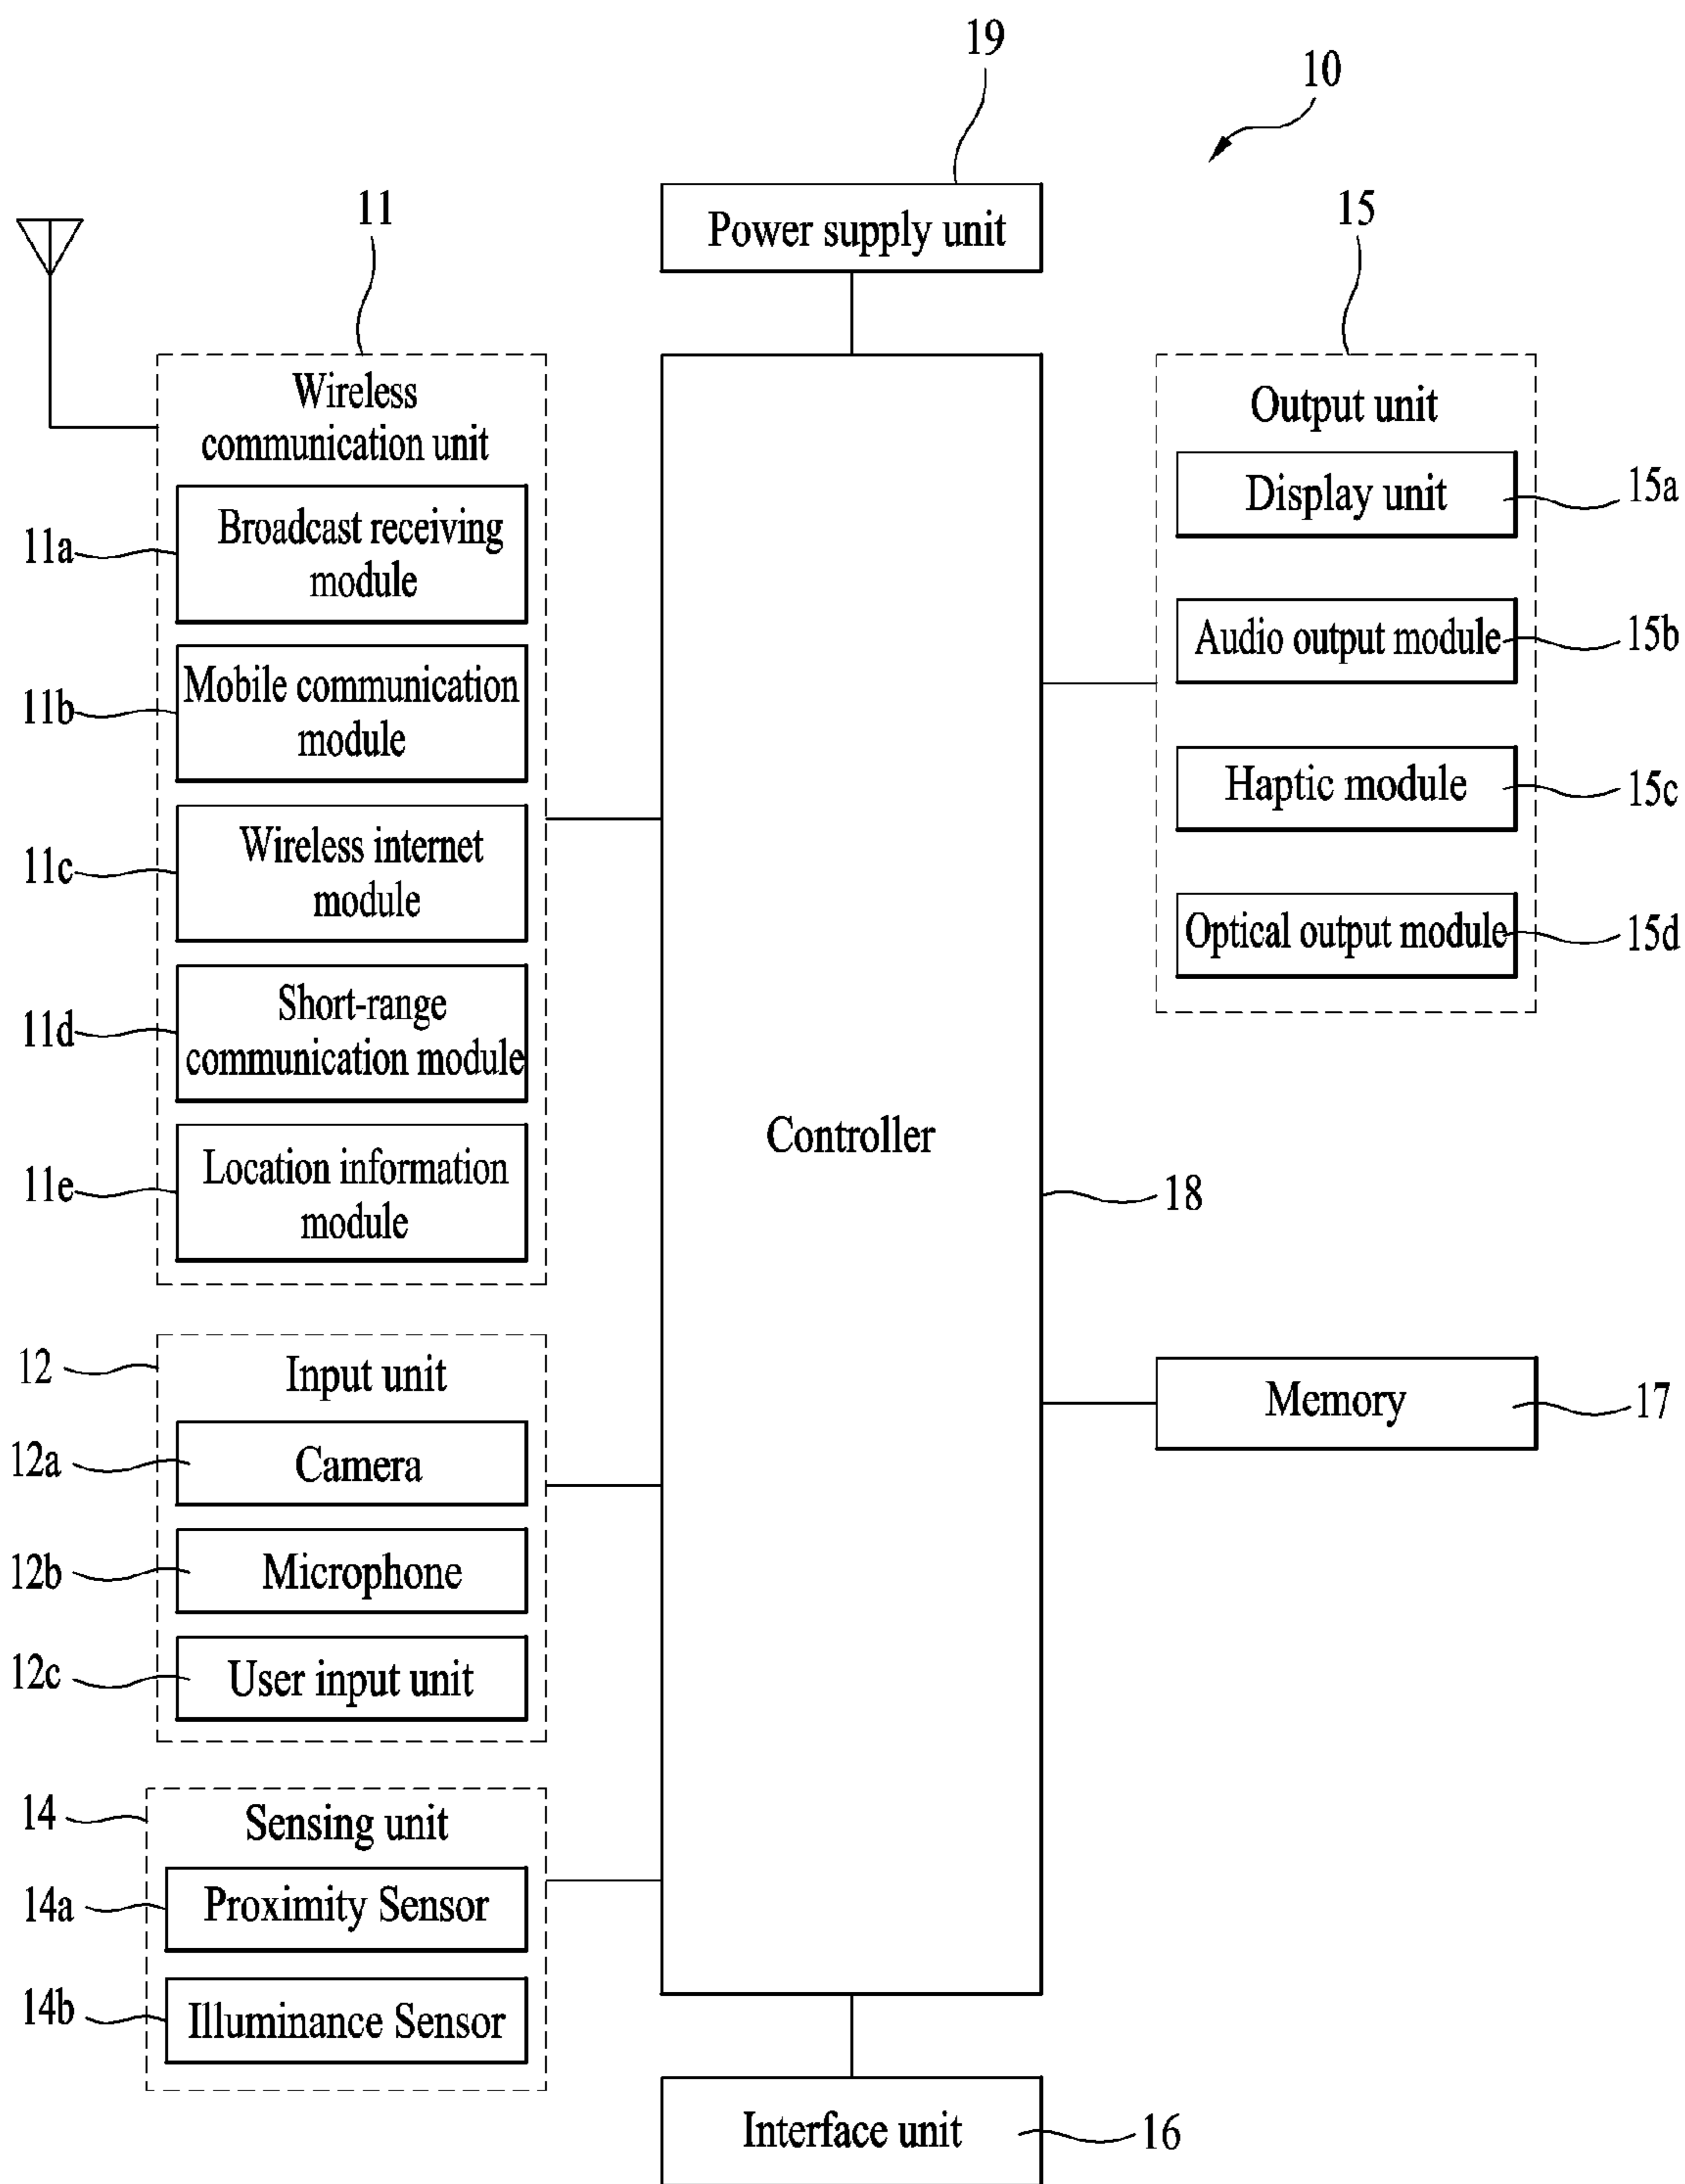 19
10
Power supply unit
11
Wireless
communication unit
11a
Broadcast receiving
module
11b
Mobile communication
module
11c
Wireless internet
module
11d
Short-range
communication module
11e
Location information
module
12
Input unit
12a
Camera
12b
Microphone
12c
User input unit
14
Sensing unit
14a
Proximity Sensor
14b
Illuminance Sensor
Controller
18
15
Output unit
Display unit
15a
Audio output module
15b
Haptic module
15c
Optical output module
15d
Memory
17
Interface unit
16